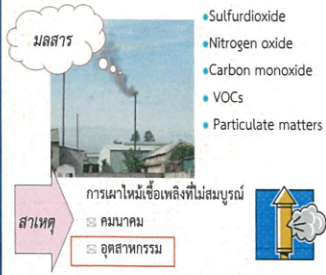 มลสาร
•Sulfurdioxide
•Nitrogen oxide
•Carbon monoxide
• VOCs
• Particulate matters
การเผาไหม้เชื้อเพลิงที่ไม่สมบูรณ์
สาเหตุ
✉ คมนาคม
✉ อุตสาหกรรม